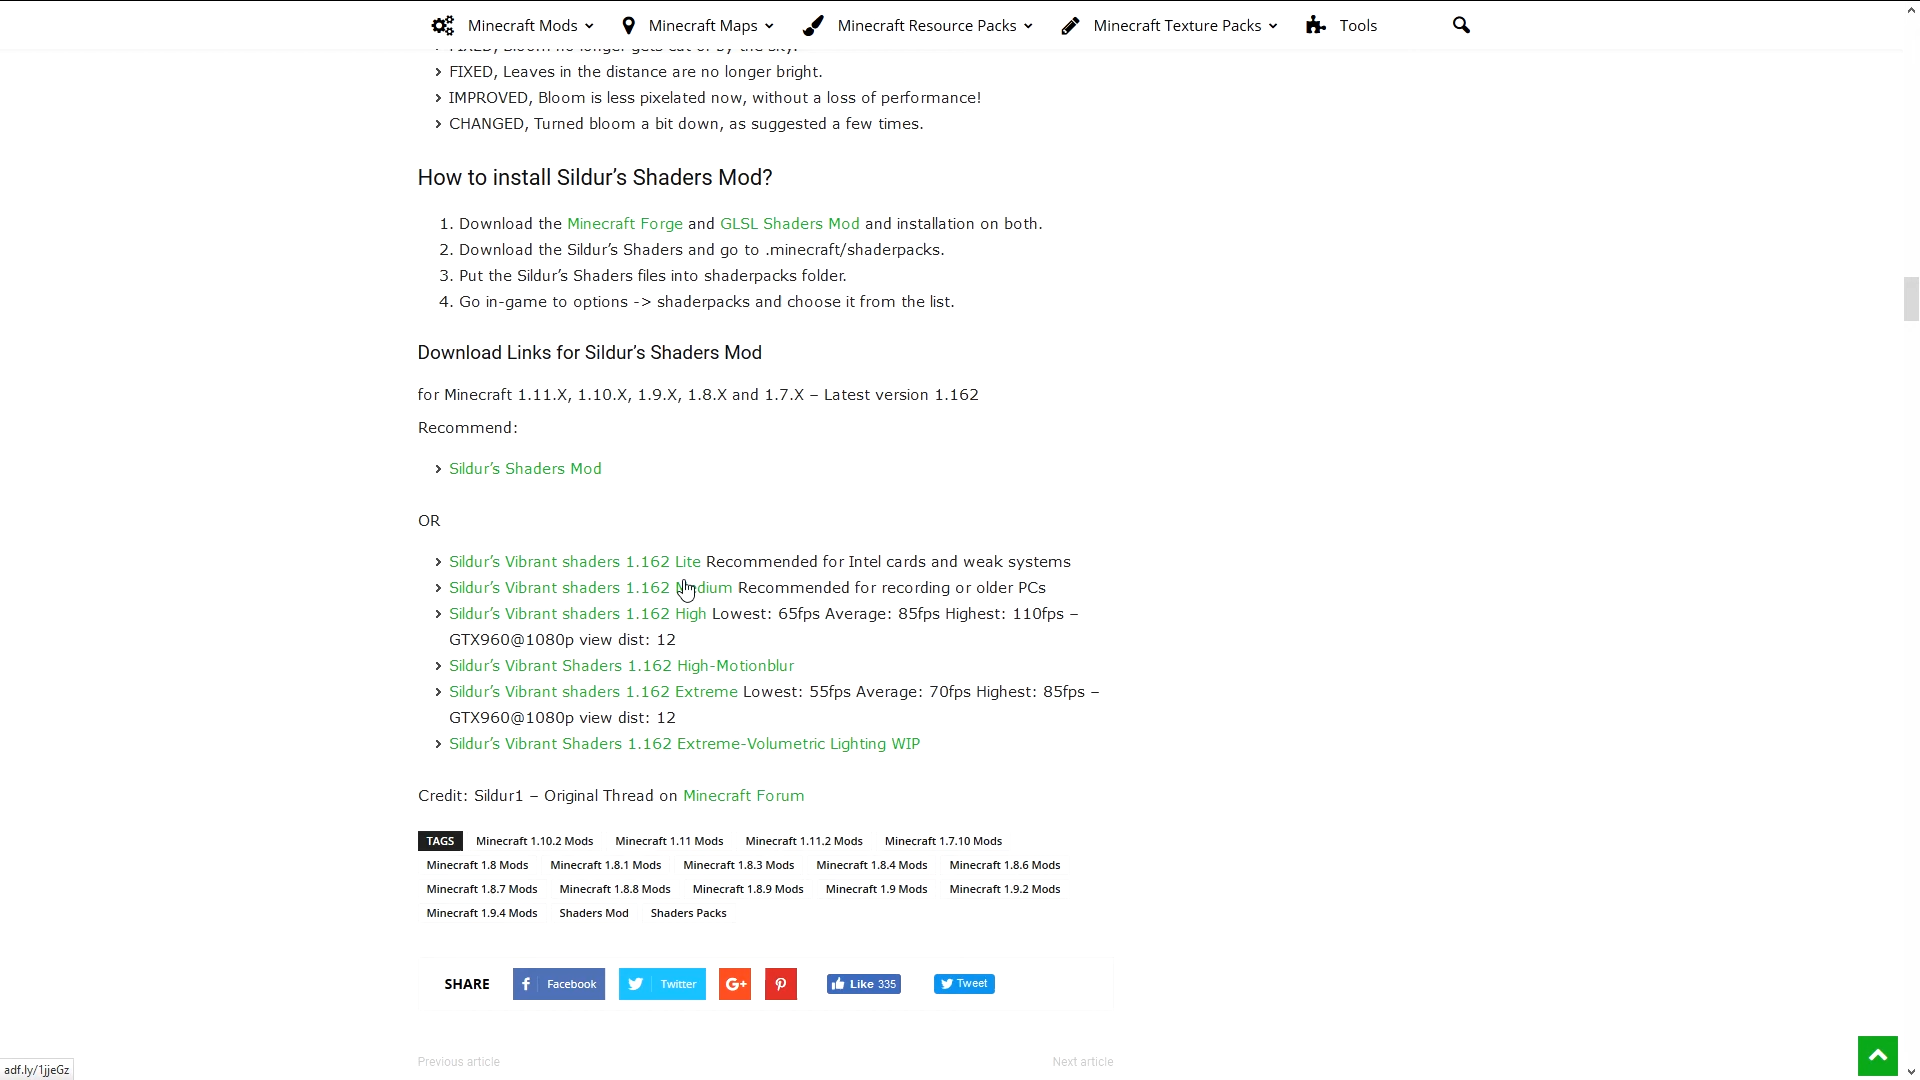 Minecraft Mods Minecraft Maps Minecraft Resource Packs Minecraft Texture Packs Tools
FIXED, Bloom no longer gets cut of by the sky.
FIXED, Leaves in the distance are no longer bright.
IMPROVED, Bloom is less pixelated now, without a loss of performance!
CHANGED, Turned bloom a bit down, as suggested a few times.
How to install Sildur’s Shaders Mod?
1. Download the Minecraft Forge and GLSL Shaders Mod and installation on both.
2. Download the Sildur’s Shaders and go to .minecraft/shaderpacks.
3. Put the Sildur’s Shaders files into shaderpacks folder.
4. Go in-game to options -> shaderpacks and choose it from the list.
Download Links for Sildur’s Shaders Mod
for Minecraft 1.11.X, 1.10.X, 1.9.X, 1.8.X and 1.7.X – Latest version 1.162
Recommend:
Sildur’s Shaders Mod
OR
Sildur’s Vibrant shaders 1.162 Lite Recommended for Intel cards and weak systems
Sildur’s Vibrant shaders 1.162 Medium Recommended for recording or older PCs
Sildur’s Vibrant shaders 1.162 High Lowest: 65fps Average: 85fps Highest: 110fps –
GTX960@1080p view dist: 12
Sildur’s Vibrant Shaders 1.162 High-Motionblur
Sildur’s Vibrant shaders 1.162 Extreme Lowest: 55fps Average: 70fps Highest: 85fps –
GTX960@1080p view dist: 12
Sildur’s Vibrant Shaders 1.162 Extreme-Volumetric Lighting WIP
Credit: Sildur1 – Original Thread on Minecraft Forum
TAGS Minecraft 1.10.2 Mods Minecraft 1.11 Mods Minecraft 1.11.2 Mods Minecraft 1.7.10 Mods
Minecraft 1.8 Mods Minecraft 1.8.1 Mods Minecraft 1.8.3 Mods Minecraft 1.8.4 Mods Minecraft 1.8.6 Mods
Minecraft 1.8.7 Mods Minecraft 1.8.8 Mods Minecraft 1.8.9 Mods Minecraft 1.9 Mods Minecraft 1.9.2 Mods
Minecraft 1.9.4 Mods Shaders Mod Shaders Packs
SHARE Facebook Twitter G+ Like 335 Tweet
Previous article Next article
adf.ly/1jjeGz